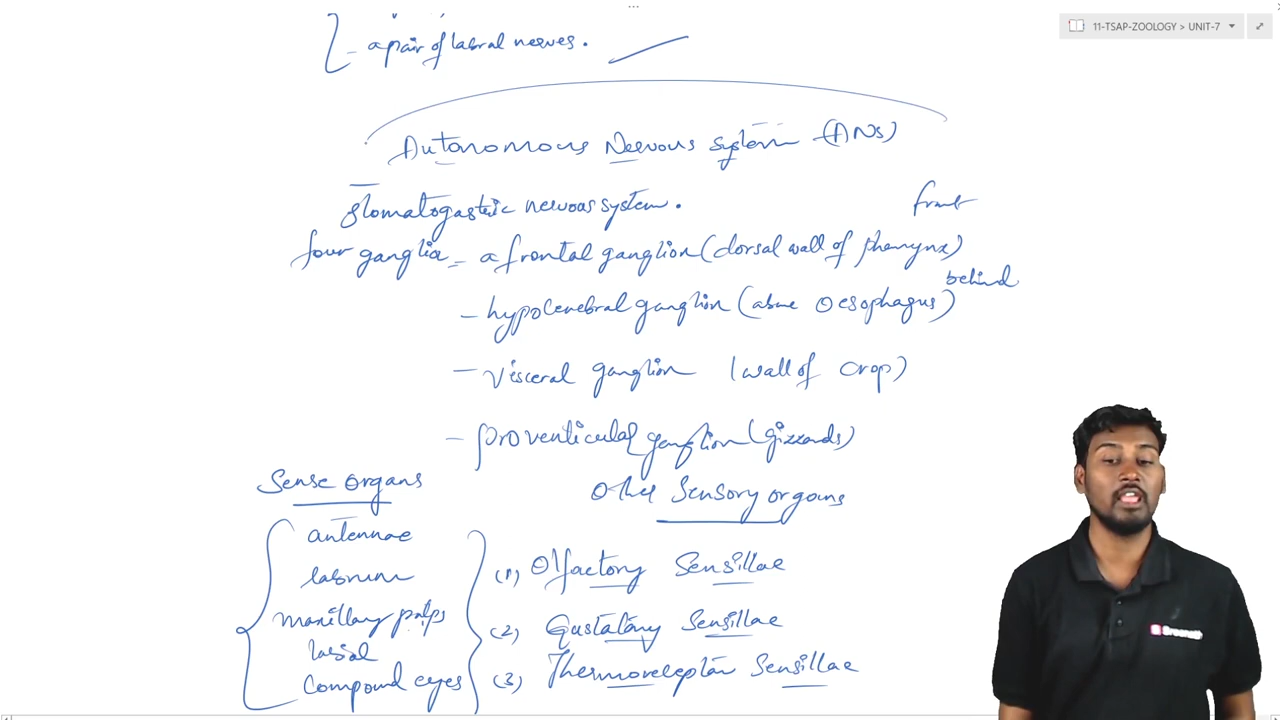 ...
11-TSAP-ZOOLOGY > UNIT-7
- a pair of labral nerves.
Autonomous Nervous system (ANS)
stomatogastric nervous system.
front
four ganglia - a frontal ganglion (dorsal wall of pharynx)
behind
- hypocerebral ganglion (above oesophagus)
- visceral ganglion (wall of crop)
- proventicular ganglion (gizzards)
Sense organs
Other Sensory organs
antennae
labrum
maxillary palps
labial
compound eyes
(1) Olfactory Sensillae
(2) Gustatory Sensillae
(3) Thermoreceptor Sensillae